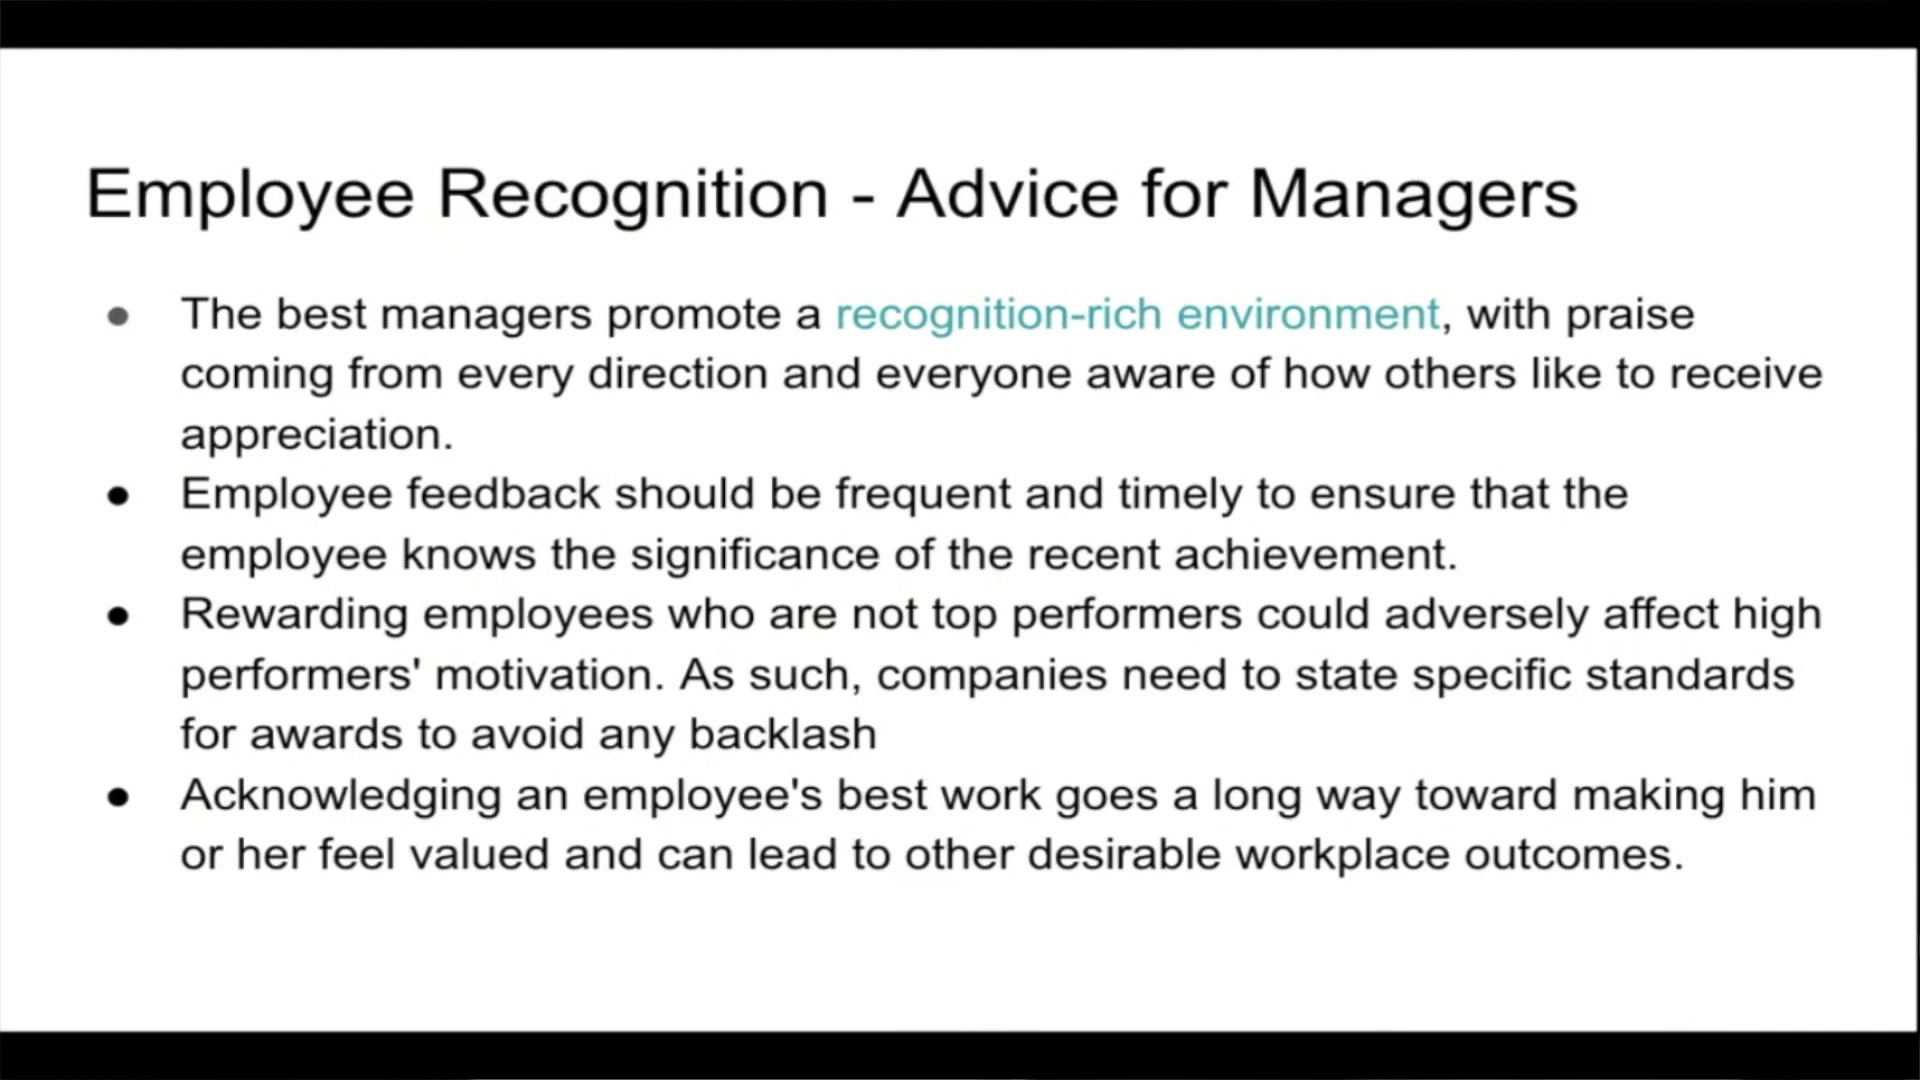 Employee Recognition - Advice for Managers
● The best managers promote a recognition-rich environment, with praise
coming from every direction and everyone aware of how others like to receive
appreciation.
● Employee feedback should be frequent and timely to ensure that the
employee knows the significance of the recent achievement.
● Rewarding employees who are not top performers could adversely affect high
performers' motivation. As such, companies need to state specific standards
for awards to avoid any backlash
● Acknowledging an employee's best work goes a long way toward making him
or her feel valued and can lead to other desirable workplace outcomes.